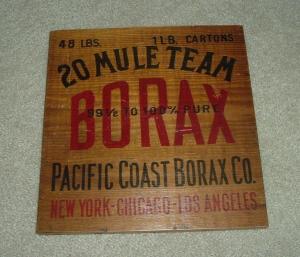 48 LBS. 1 LB. CARTONS
20 MULE TEAM
BORAX
99½ TO 100% PURE
PACIFIC COAST BORAX CO.
NEW YORK-CHICAGO-LOS ANGELES